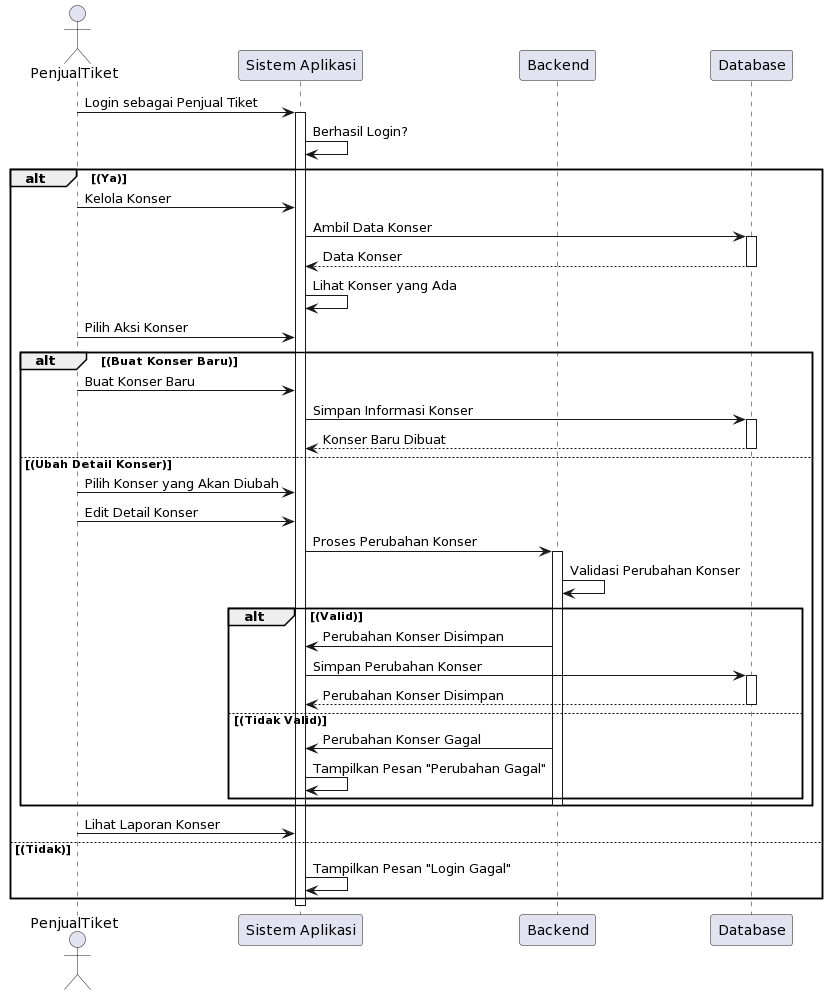 PenjualTiket
Sistem Aplikasi
Backend
Database
Login sebagai Penjual Tiket
Berhasil Login?
alt
[(Ya)]
Kelola Konser
Ambil Data Konser
Data Konser
Lihat Konser yang Ada
Pilih Aksi Konser
alt
[(Buat Konser Baru)]
Buat Konser Baru
Simpan Informasi Konser
Konser Baru Dibuat
[(Ubah Detail Konser)]
Pilih Konser yang Akan Diubah
Edit Detail Konser
Proses Perubahan Konser
Validasi Perubahan Konser
alt
[(Valid)]
Perubahan Konser Disimpan
Simpan Perubahan Konser
Perubahan Konser Disimpan
[(Tidak Valid)]
Perubahan Konser Gagal
Tampilkan Pesan "Perubahan Gagal"
Lihat Laporan Konser
[(Tidak)]
Tampilkan Pesan "Login Gagal"
PenjualTiket
Sistem Aplikasi
Backend
Database